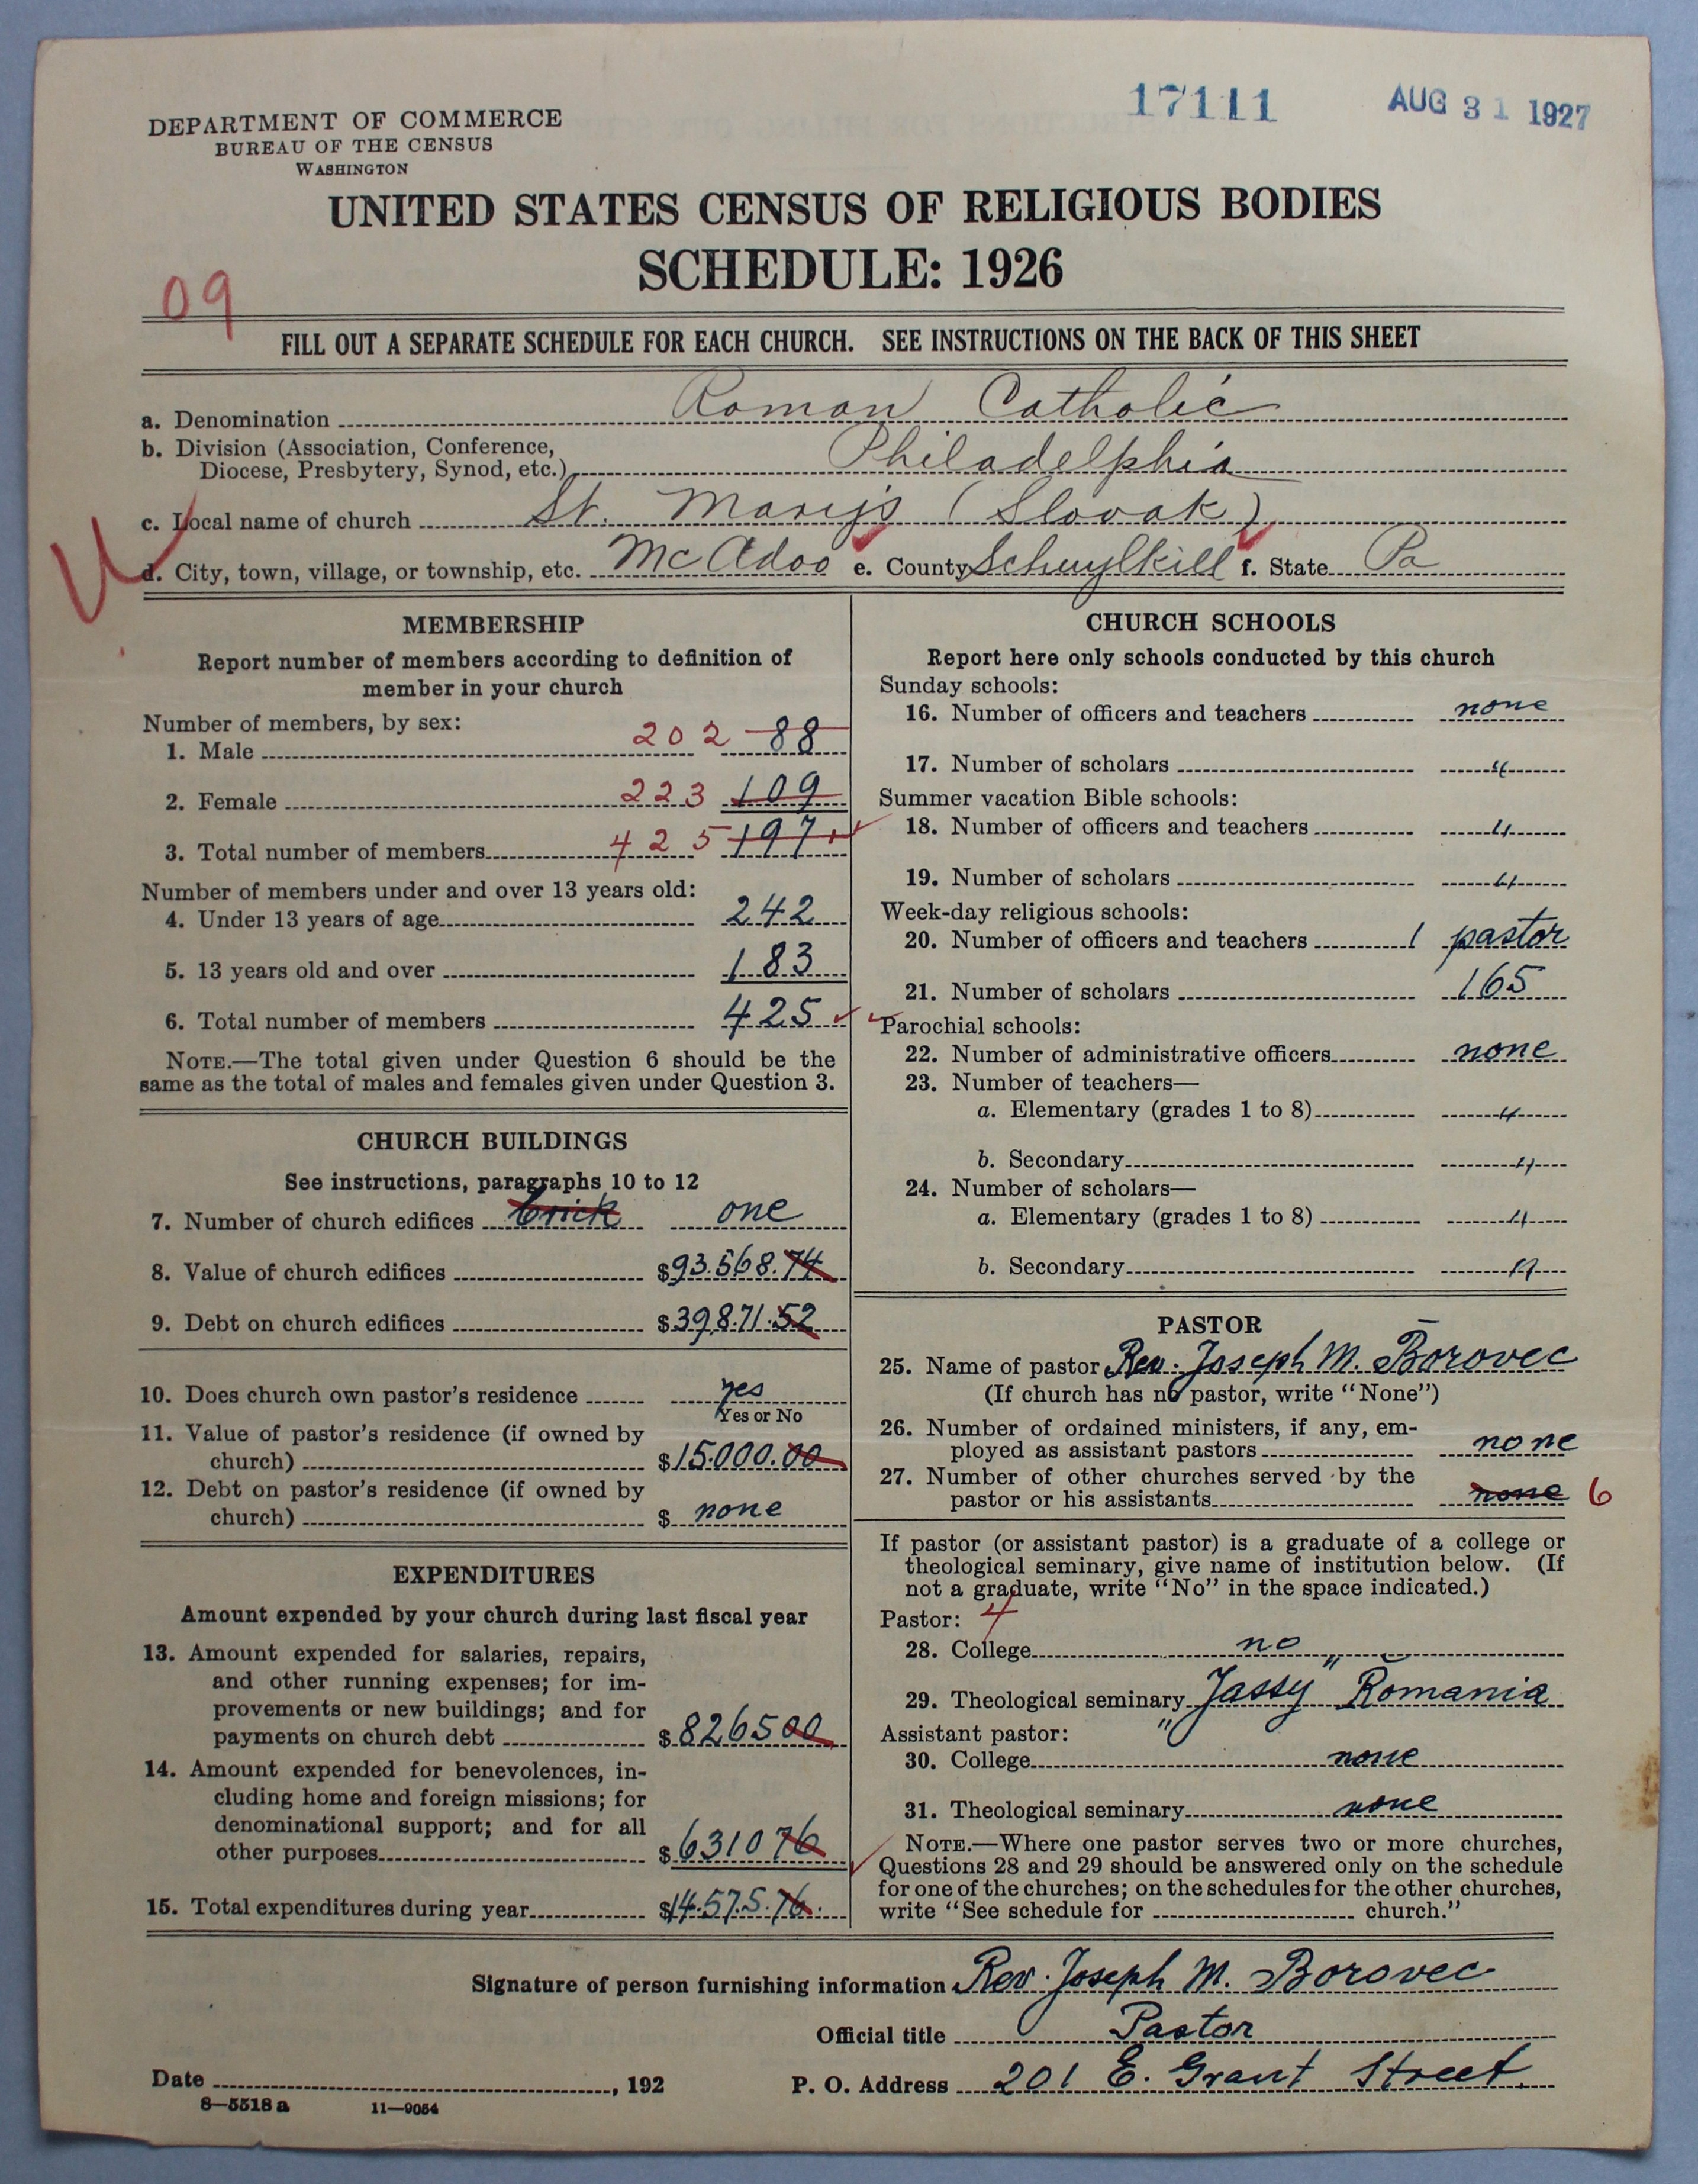 17111
AUG 31 1927
DEPARTMENT OF COMMERCE
BUREAU OF THE CENSUS
WASHINGTON
UNITED STATES CENSUS OF RELIGIOUS BODIES
SCHEDULE: 1926
09
FILL OUT A SEPARATE SCHEDULE FOR EACH CHURCH. SEE INSTRUCTIONS ON THE BACK OF THIS SHEET
a. Denomination Roman Catholic
b. Division (Association, Conference,
Diocese, Presbytery, Synod, etc.) Philadelphia
c. Local name of church St. Mary's (Slovak)
d. City, town, village, or township, etc. McAdoo e. County Schuylkill f. State Pa
MEMBERSHIP
Report number of members according to definition of
member in your church
Number of members, by sex:
1. Male 202 88
2. Female 223 109
3. Total number of members 425 197
Number of members under and over 13 years old:
4. Under 13 years of age 242
5. 13 years old and over 183
6. Total number of members 425
NOTE.—The total given under Question 6 should be the
same as the total of males and females given under Question 3.
CHURCH BUILDINGS
See instructions, paragraphs 10 to 12
7. Number of church edifices brick one
8. Value of church edifices $93.568.74
9. Debt on church edifices $39,871.52
10. Does church own pastor's residence yes
Yes or No
11. Value of pastor's residence (if owned by
church) $15.000.00
12. Debt on pastor's residence (if owned by
church) $ none
EXPENDITURES
Amount expended by your church during last fiscal year
13. Amount expended for salaries, repairs,
and other running expenses; for im-
provements or new buildings; and for
payments on church debt $826500
14. Amount expended for benevolences, in-
cluding home and foreign missions; for
denominational support; and for all
other purposes $631076
15. Total expenditures during year $14.575.76.
CHURCH SCHOOLS
Report here only schools conducted by this church
Sunday schools:
16. Number of officers and teachers none
17. Number of scholars "
Summer vacation Bible schools:
18. Number of officers and teachers "
19. Number of scholars "
Week-day religious schools:
20. Number of officers and teachers 1 pastor
21. Number of scholars 165
Parochial schools:
22. Number of administrative officers none
23. Number of teachers—
a. Elementary (grades 1 to 8) "
b. Secondary "
24. Number of scholars—
a. Elementary (grades 1 to 8) "
b. Secondary "
PASTOR
25. Name of pastor Rev. Joseph M. Borovec
(If church has no pastor, write "None")
26. Number of ordained ministers, if any, em-
ployed as assistant pastors none
27. Number of other churches served by the
pastor or his assistants none 6
If pastor (or assistant pastor) is a graduate of a college or
theological seminary, give name of institution below. (If
not a graduate, write "No" in the space indicated.)
Pastor: 4
28. College no
29. Theological seminary "Jassy" Romania
Assistant pastor:
30. College none
31. Theological seminary none
NOTE.—Where one pastor serves two or more churches,
Questions 28 and 29 should be answered only on the schedule
for one of the churches; on the schedules for the other churches,
write "See schedule for church."
Signature of person furnishing information Rev. Joseph M. Borovec
Official title Pastor
Date , 192 P. O. Address 201 E. Grant Street
8—5518 a 11—9054